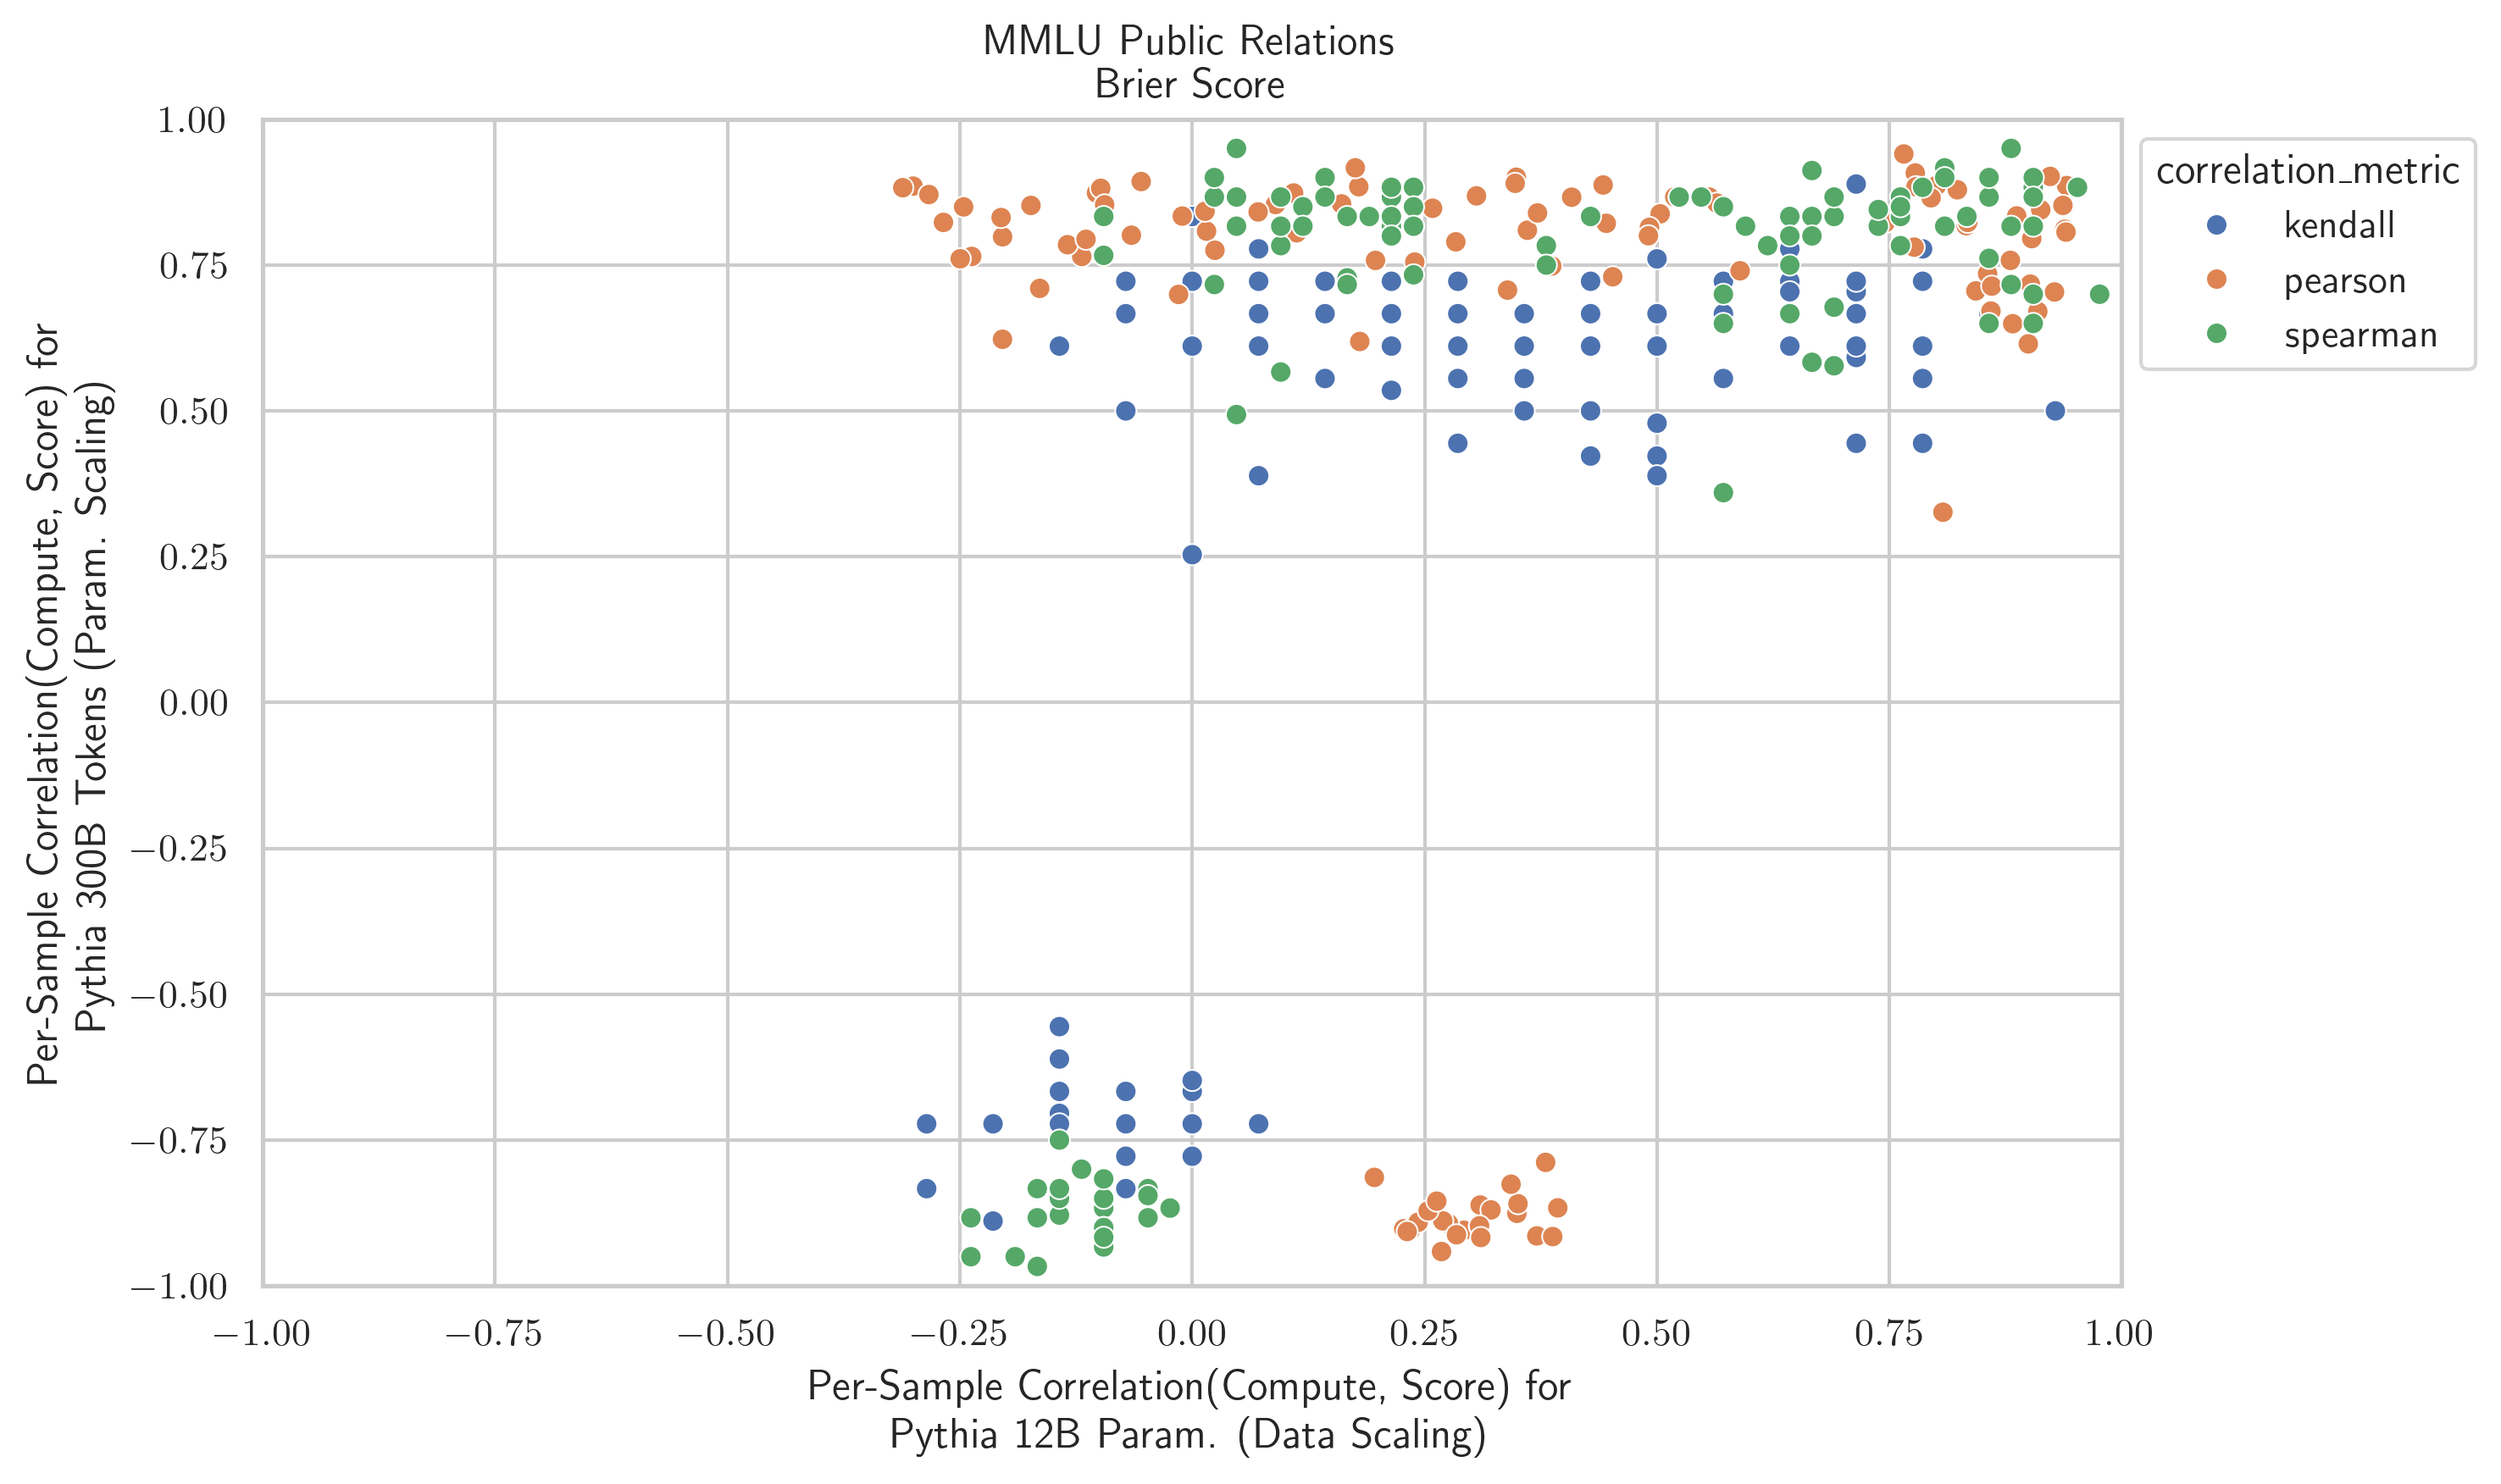 MMLU Public Relations
Brier Score
Per-Sample Correlation(Compute, Score) for
Pythia 300B Tokens (Param. Scaling)
1.00
0.75
0.50
0.25
0.00
−0.25
−0.50
−0.75
−1.00
−1.00
−0.75
−0.50
−0.25
0.00
0.25
0.50
0.75
1.00
Per-Sample Correlation(Compute, Score) for
Pythia 12B Param. (Data Scaling)
correlation_metric
kendall
pearson
spearman